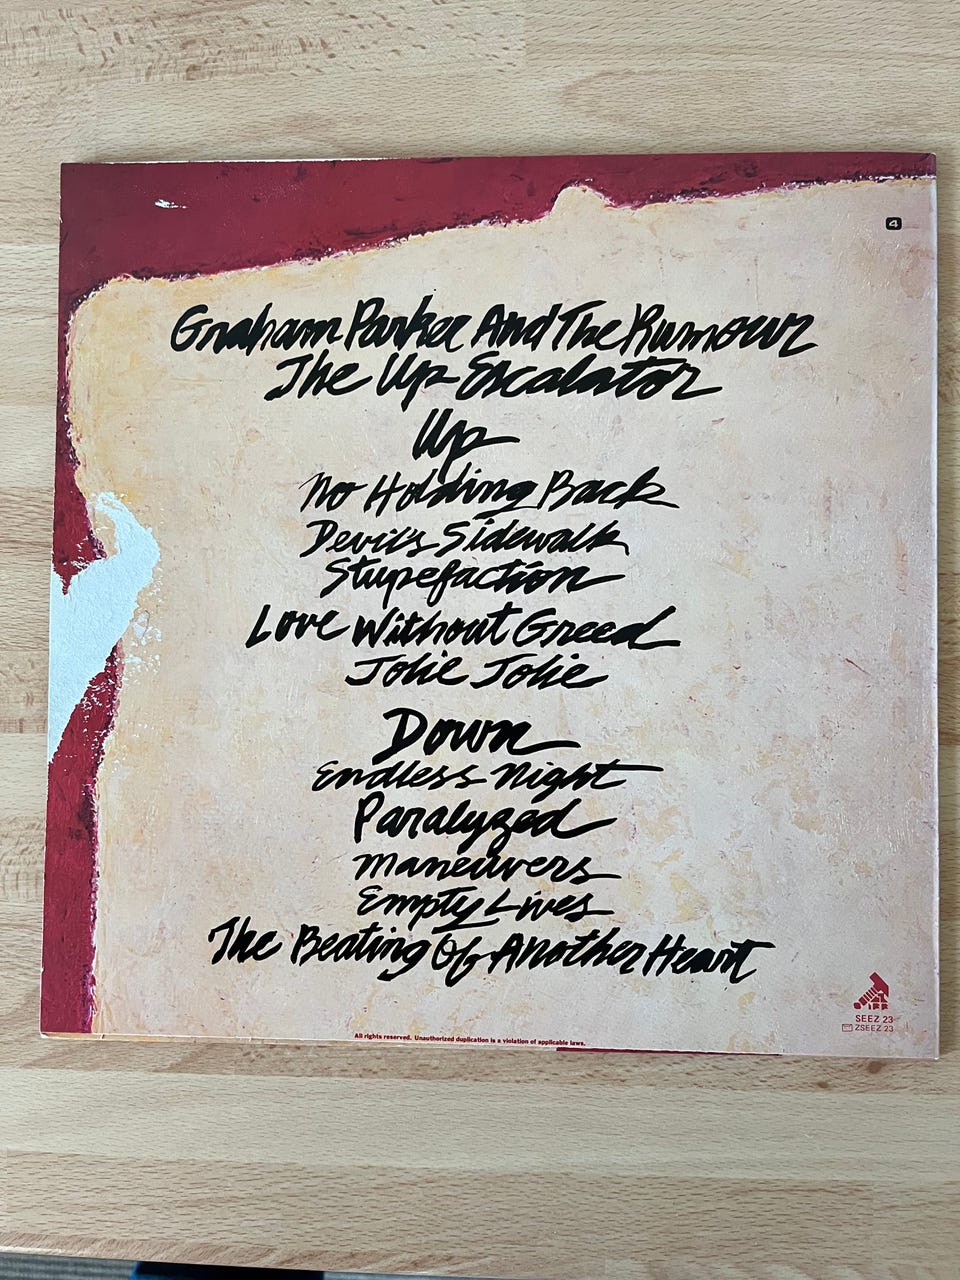 4
Graham Parker And The Rumour
The Up Escalator
Up
No Holding Back
Devil's Sidewalk
Stupefaction
Love Without Greed
Jolie Jolie
Down
Endless Night
Paralyzed
Maneuvers
Empty Lives
The Beating Of Another Heart
STIFF
SEEZ 23
ZSEEZ 23
All rights reserved. Unauthorized duplication is a violation of applicable laws.